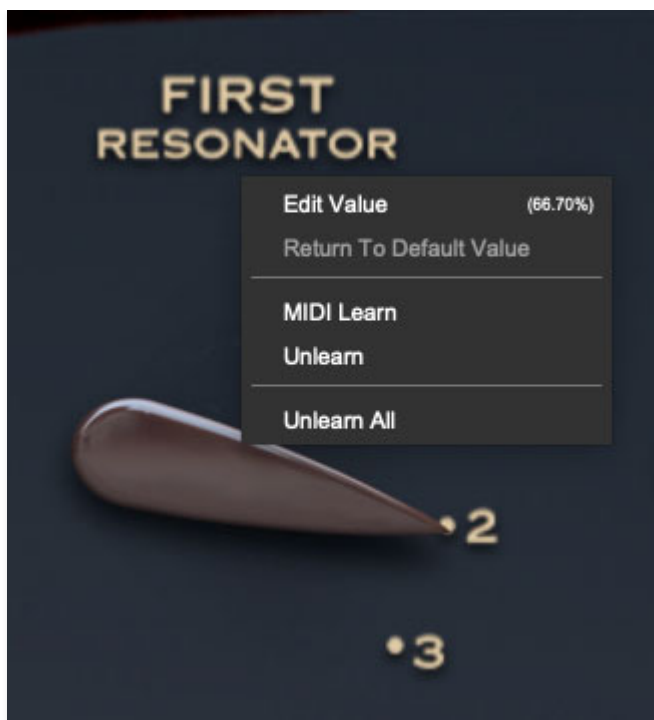 FIRST
RESONATOR
Edit Value (66.70%)
Return To Default Value
MIDI Learn
Unlearn
Unlearn All
•2
•3